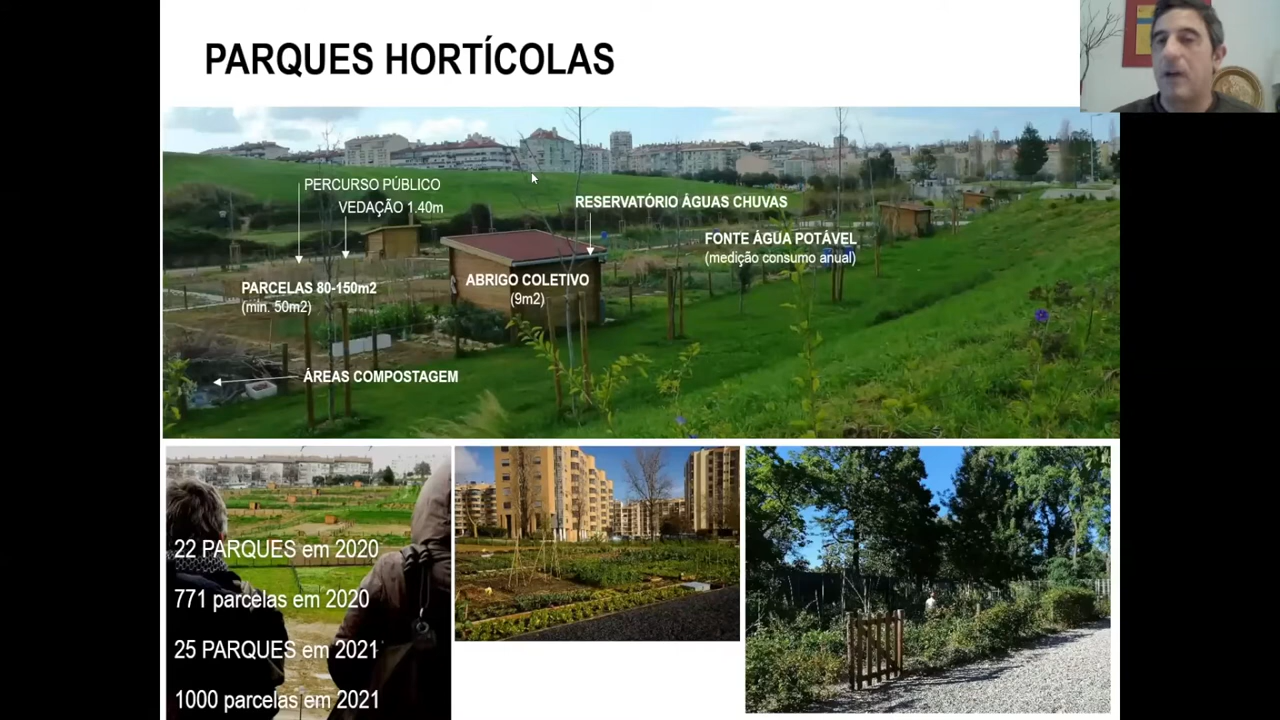 PARQUES HORTÍCOLAS
PERCURSO PÚBLICO
VEDAÇÃO 1.40m
RESERVATÓRIO ÁGUAS CHUVAS
FONTE ÁGUA POTÁVEL
(medição consumo anual)
ABRIGO COLETIVO
(9m2)
PARCELAS 80-150m2
(min. 50m2)
ÁREAS COMPOSTAGEM
22 PARQUES em 2020
771 parcelas em 2020
25 PARQUES em 2021
1000 parcelas em 2021